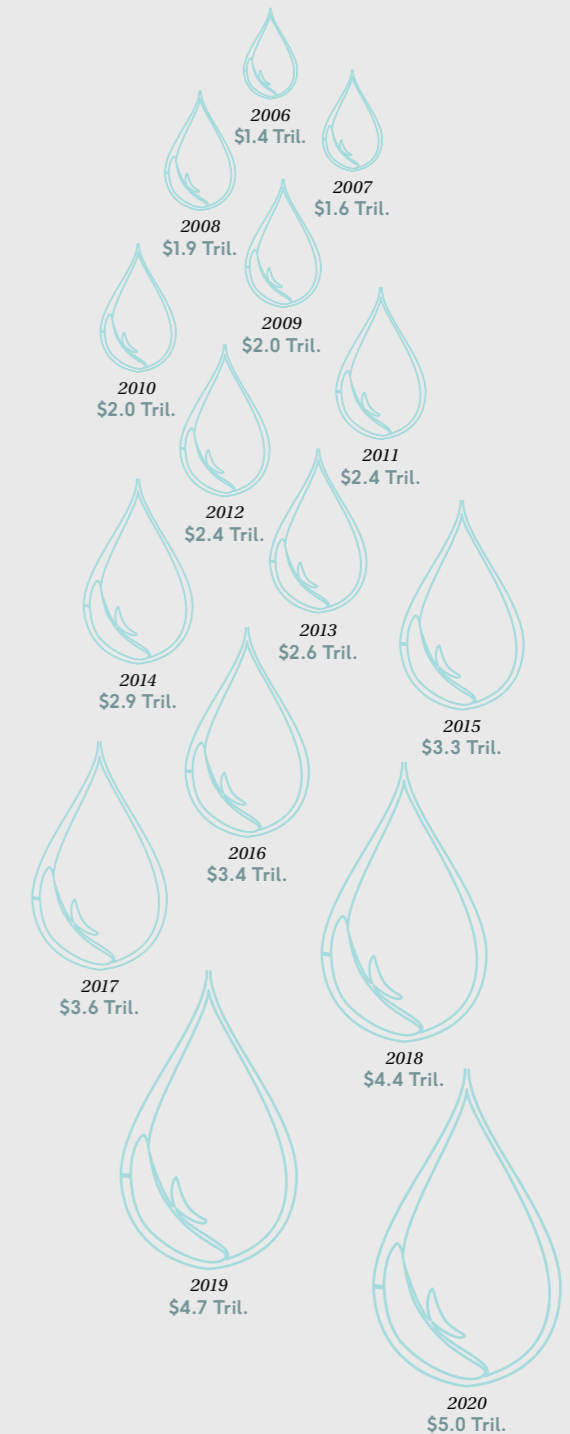 2006
$1.4 Tril.
2007
$1.6 Tril.
2008
$1.9 Tril.
2009
$2.0 Tril.
2010
$2.0 Tril.
2011
$2.4 Tril.
2012
$2.4 Tril.
2013
$2.6 Tril.
2014
$2.9 Tril.
2015
$3.3 Tril.
2016
$3.4 Tril.
2017
$3.6 Tril.
2018
$4.4 Tril.
2019
$4.7 Tril.
2020
$5.0 Tril.